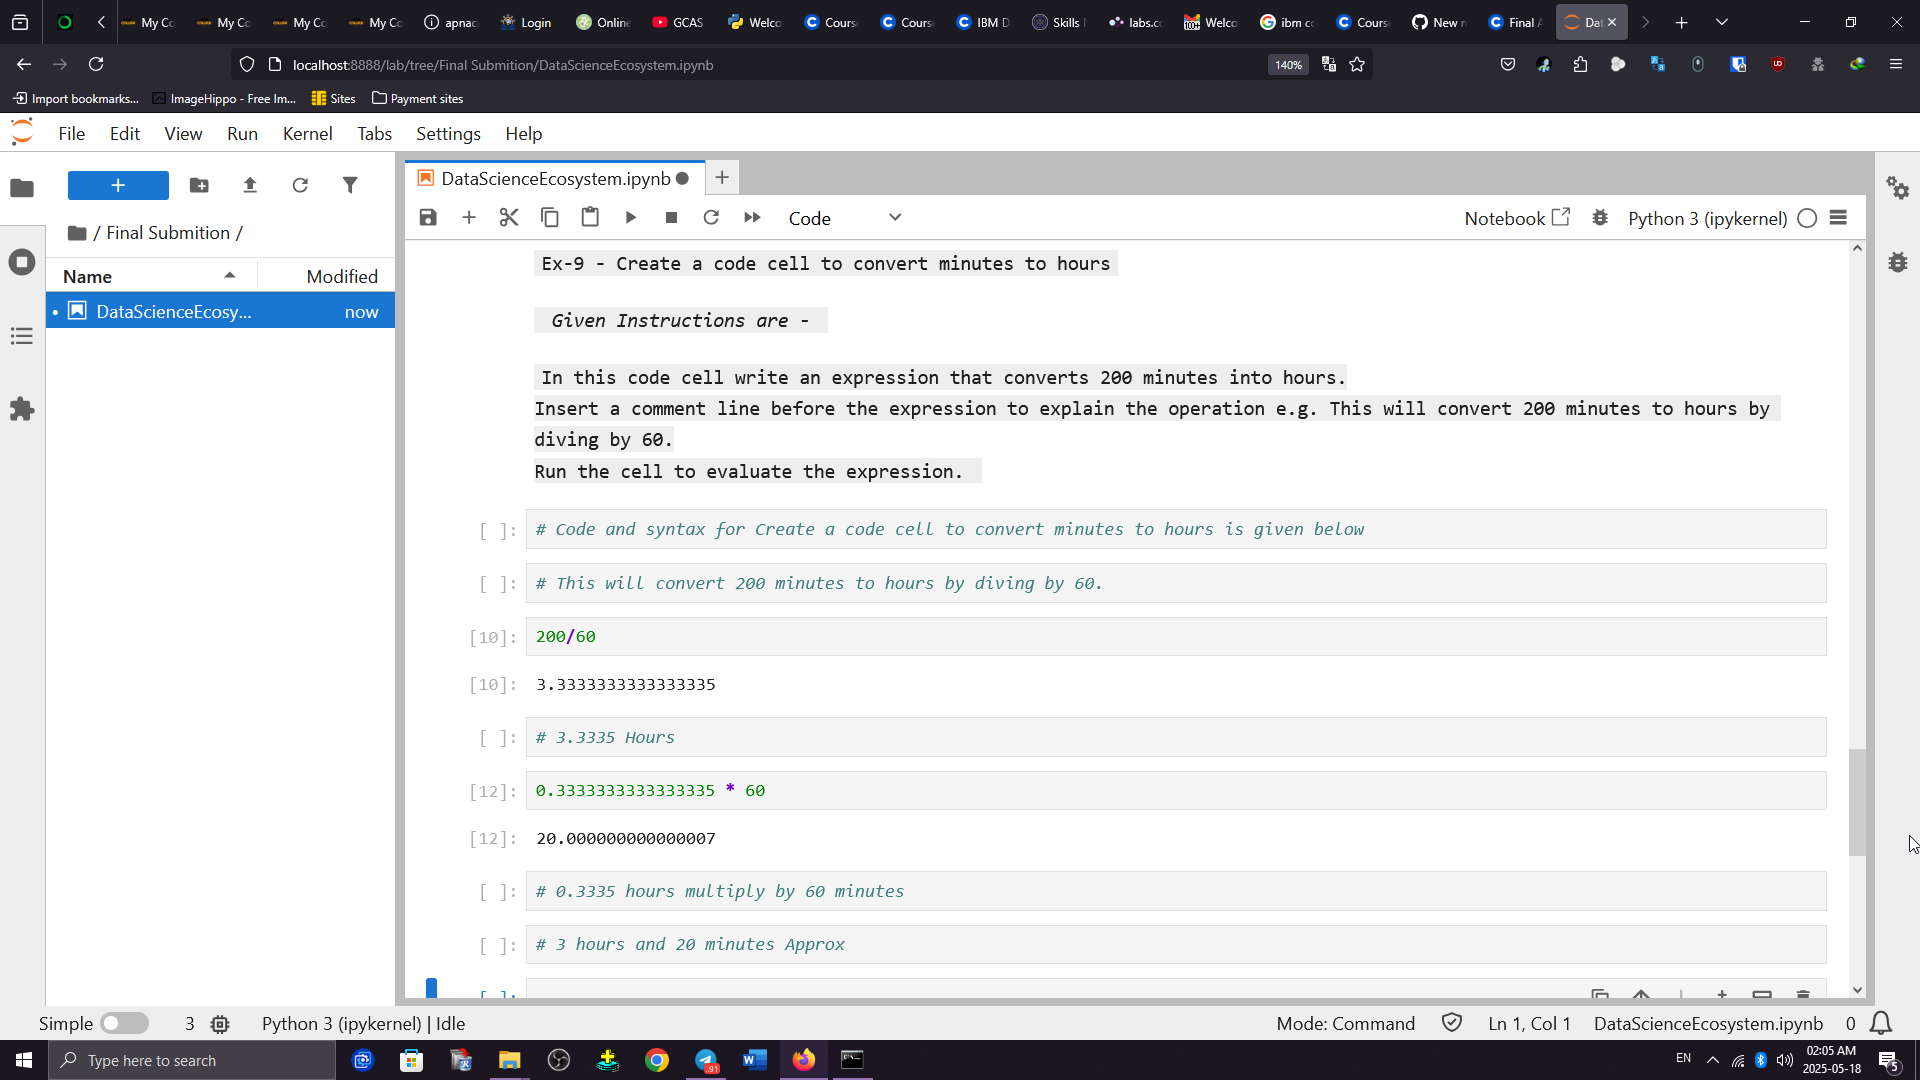 My Co
My Co
My Co
My Co
apnac
Login
Online
GCAS
Welco
Cours
Cours
IBM D
Skills
labs.co
Welco
ibm c
Cours
New r
Final A
Dat
localhost:8888/lab/tree/Final Submition/DataScienceEcosystem.ipynb
140%
Import bookmarks...
ImageHippo - Free Im...
Sites
Payment sites
File Edit View Run Kernel Tabs Settings Help
DataScienceEcosystem.ipynb
Code
Notebook
Python 3 (ipykernel)
/ Final Submition /
Name Modified
DataScienceEcosy... now
Ex-9 - Create a code cell to convert minutes to hours
Given Instructions are -
In this code cell write an expression that converts 200 minutes into hours.
Insert a comment line before the expression to explain the operation e.g. This will convert 200 minutes to hours by
diving by 60.
Run the cell to evaluate the expression.
[ ]: # Code and syntax for Create a code cell to convert minutes to hours is given below
[ ]: # This will convert 200 minutes to hours by diving by 60.
[10]: 200/60
[10]: 3.3333333333333335
[ ]: # 3.3335 Hours
[12]: 0.3333333333333335 * 60
[12]: 20.000000000000007
[ ]: # 0.3335 hours multiply by 60 minutes
[ ]: # 3 hours and 20 minutes Approx
[ ]:
Simple 3 Python 3 (ipykernel) | Idle
Mode: Command Ln 1, Col 1 DataScienceEcosystem.ipynb 0
Type here to search
.91
EN
02:05 AM
2025-05-18
5